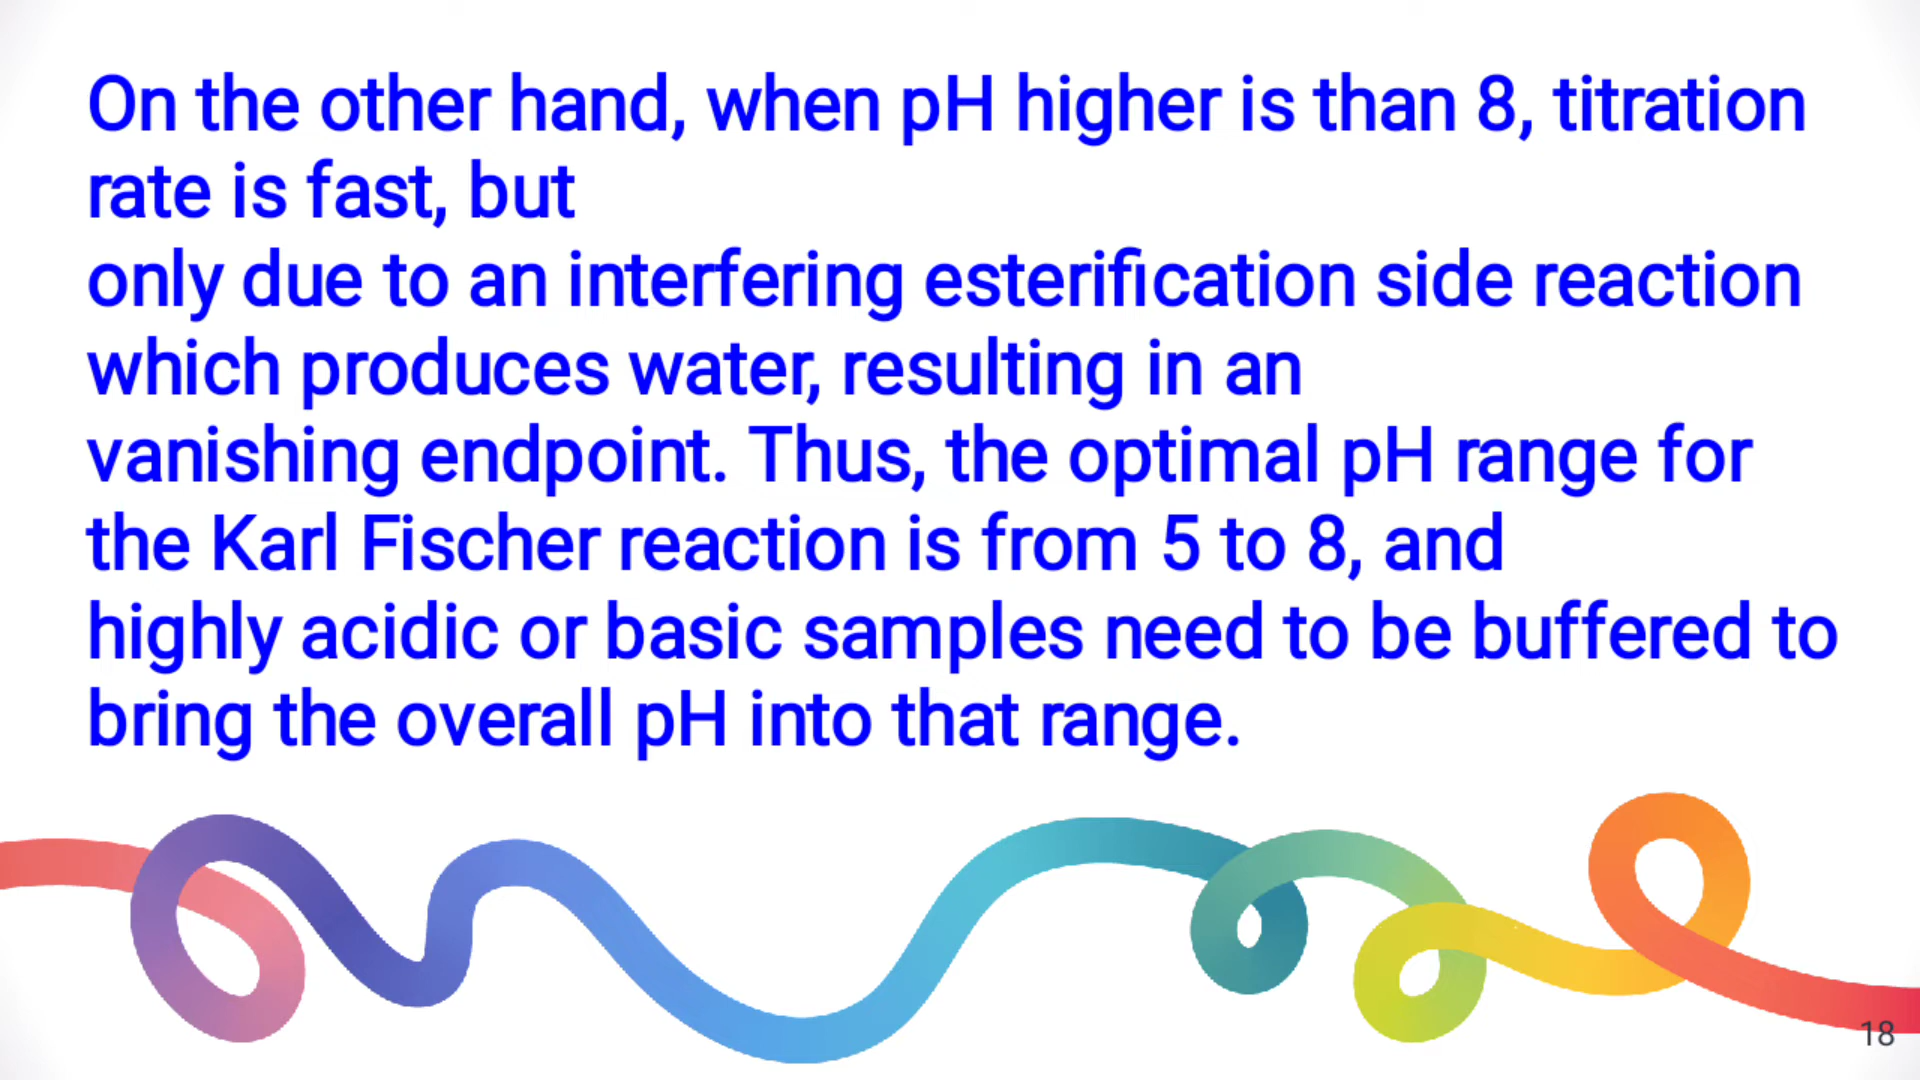 On the other hand, when pH higher is than 8, titration
rate is fast, but
only due to an interfering esterification side reaction
which produces water, resulting in an
vanishing endpoint. Thus, the optimal pH range for
the Karl Fischer reaction is from 5 to 8, and
highly acidic or basic samples need to be buffered to
bring the overall pH into that range.
18